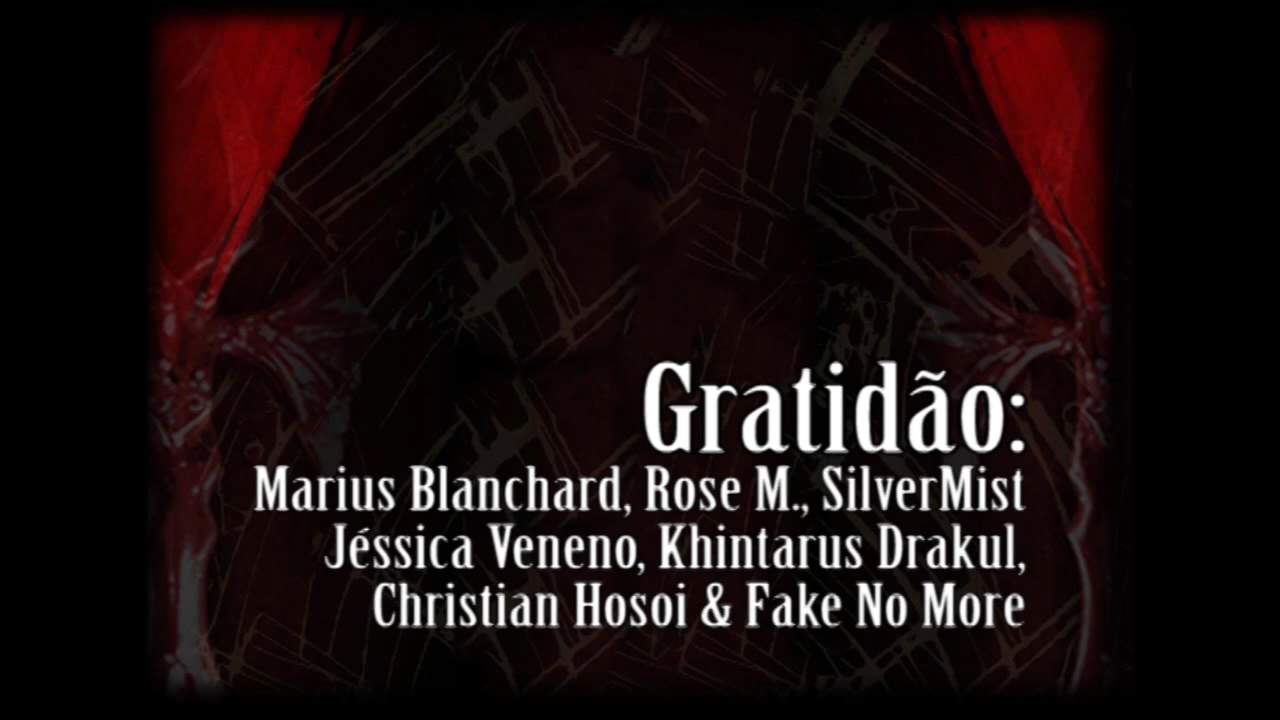 Gratidão:
Marius Blanchard, Rose M., SilverMist
Jéssica Veneno, Khintarus Drakul,
Christian Hosoi & Fake No More